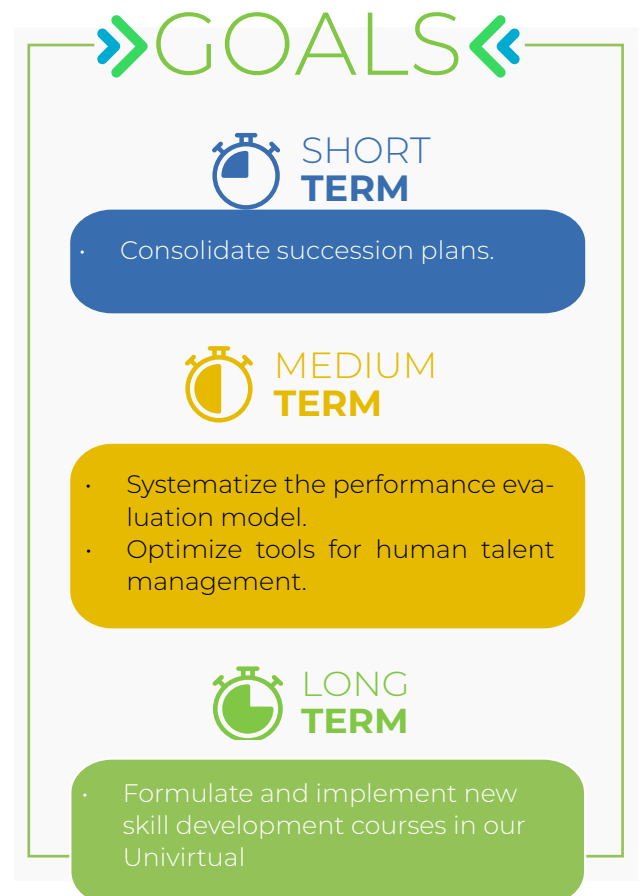 GOALS
SHORT
TERM
· Consolidate succession plans.
MEDIUM
TERM
· Systematize the performance eva-
luation model.
· Optimize tools for human talent
management.
LONG
TERM
· Formulate and implement new
skill development courses in our
Univirtual